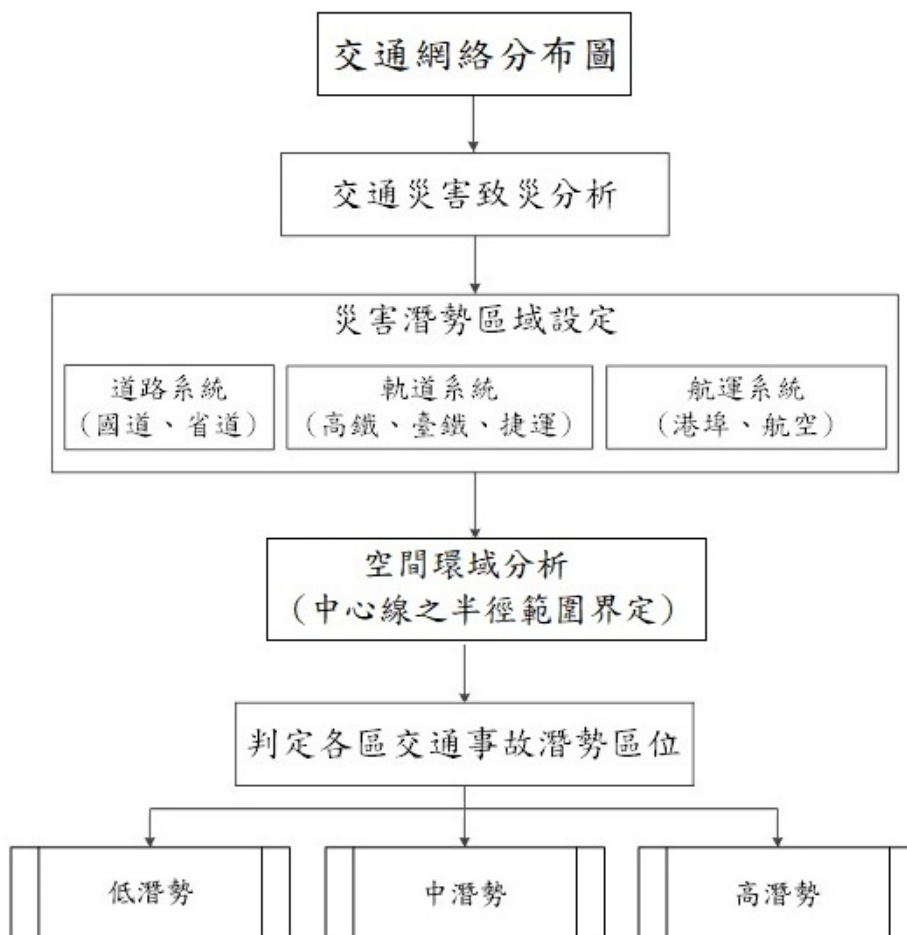 交通網絡分布圖
交通災害致災分析
災害潛勢區域設定
道路系統
(國道、省道)
軌道系統
(高鐵、臺鐵、捷運)
航運系統
(港埠、航空)
空間環域分析
(中心線之半徑範圍界定)
判定各區交通事故潛勢區位
低潛勢
中潛勢
高潛勢